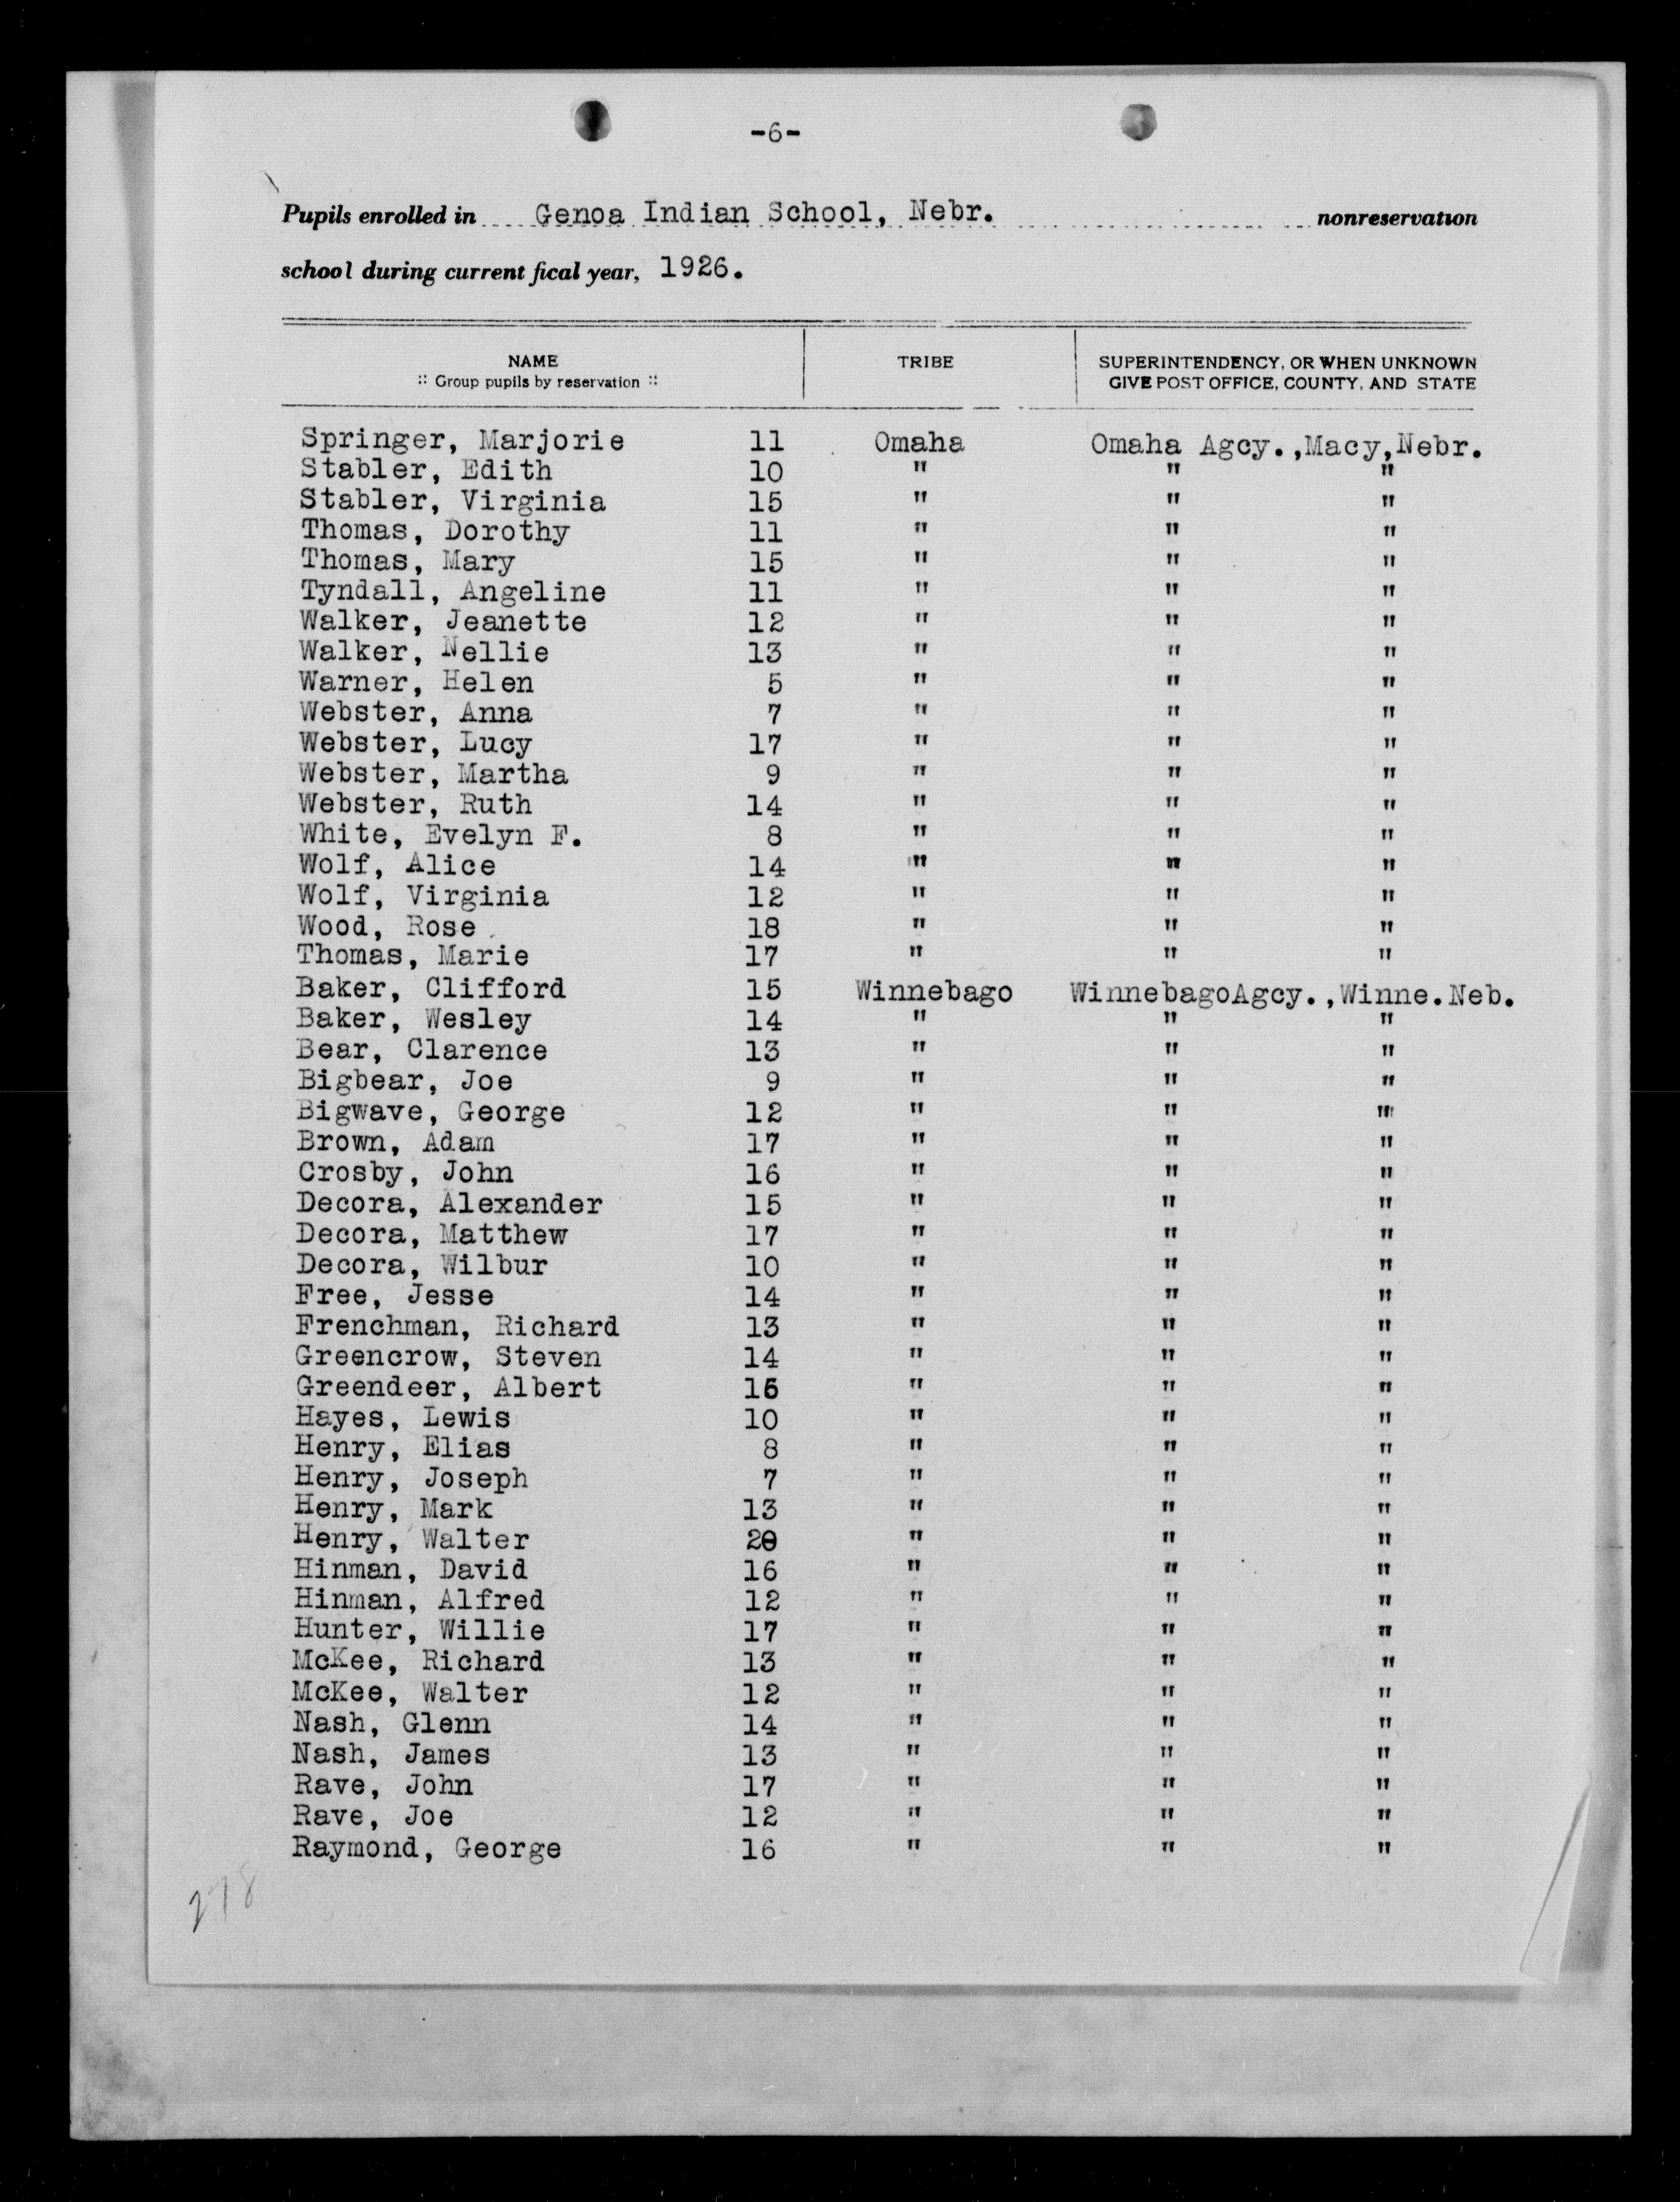 -6-
Pupils enrolled in Genoa Indian School, Nebr. nonreservation
school during current fical year, 1926.
NAME TRIBE SUPERINTENDENCY, OR WHEN UNKNOWN
:: Group pupils by reservation :: GIVE POST OFFICE, COUNTY, AND STATE
Springer, Marjorie 11 Omaha Omaha Agcy.,Macy,Nebr.
Stabler, Edith 10 " " "
Stabler, Virginia 15 " " "
Thomas, Dorothy 11 " " "
Thomas, Mary 15 " " "
Tyndall, Angeline 11 " " "
Walker, Jeanette 12 " " "
Walker, Nellie 13 " " "
Warner, Helen 5 " " "
Webster, Anna 7 " " "
Webster, Lucy 17 " " "
Webster, Martha 9 " " "
Webster, Ruth 14 " " "
White, Evelyn F. 8 " " "
Wolf, Alice 14 " " "
Wolf, Virginia 12 " " "
Wood, Rose 18 " " "
Thomas, Marie 17 " " "
Baker, Clifford 15 Winnebago WinnebagoAgcy.,Winne.Neb.
Baker, Wesley 14 " " "
Bear, Clarence 13 " " "
Bigbear, Joe 9 " " "
Bigwave, George 12 " " "
Brown, Adam 17 " " "
Crosby, John 16 " " "
Decora, Alexander 15 " " "
Decora, Matthew 17 " " "
Decora, Wilbur 10 " " "
Free, Jesse 14 " " "
Frenchman, Richard 13 " " "
Greencrow, Steven 14 " " "
Greendeer, Albert " " "
Hayes, Lewis 10 " " "
Henry, Elias 8 " " "
Henry, Joseph 7 " " "
Henry, Mark 13 " " "
Henry, Walter 20 " " "
Hinman, David 16 " " "
Hinman, Alfred 12 " " "
Hunter, Willie 17 " " "
McKee, Richard 13 " " "
McKee, Walter 12 " " "
Nash, Glenn 14 " " "
Nash, James 13 " " "
Rave, John 17 " " "
Rave, Joe 12 " " "
Raymond, George 16 " " "
278